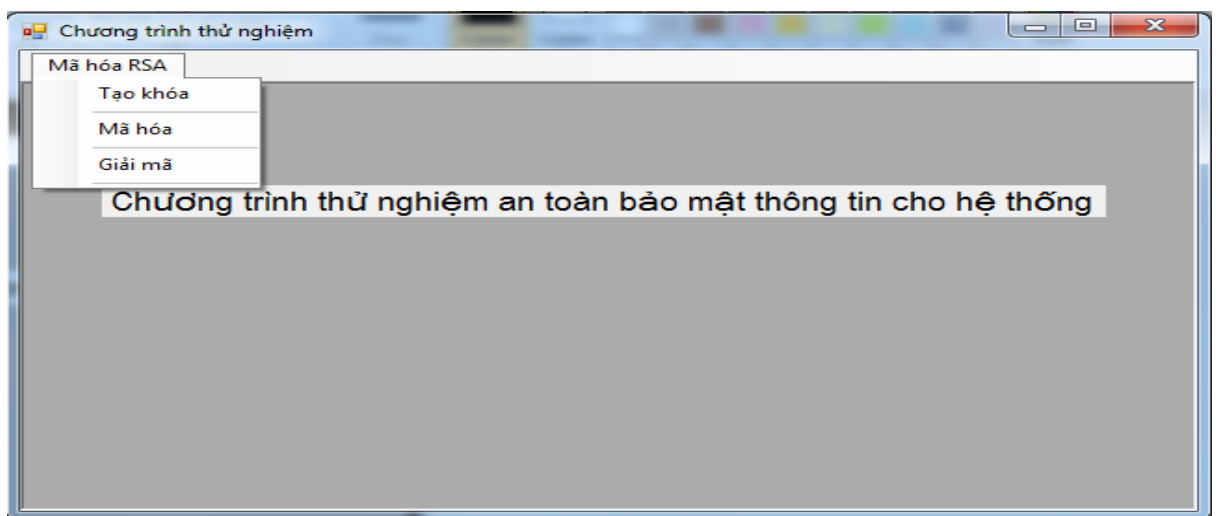 Chương trình thử nghiệm
Mã hóa RSA
Tạo khóa
Mã hóa
Giải mã
Chương trình thử nghiệm an toàn bảo mật thông tin cho hệ thống